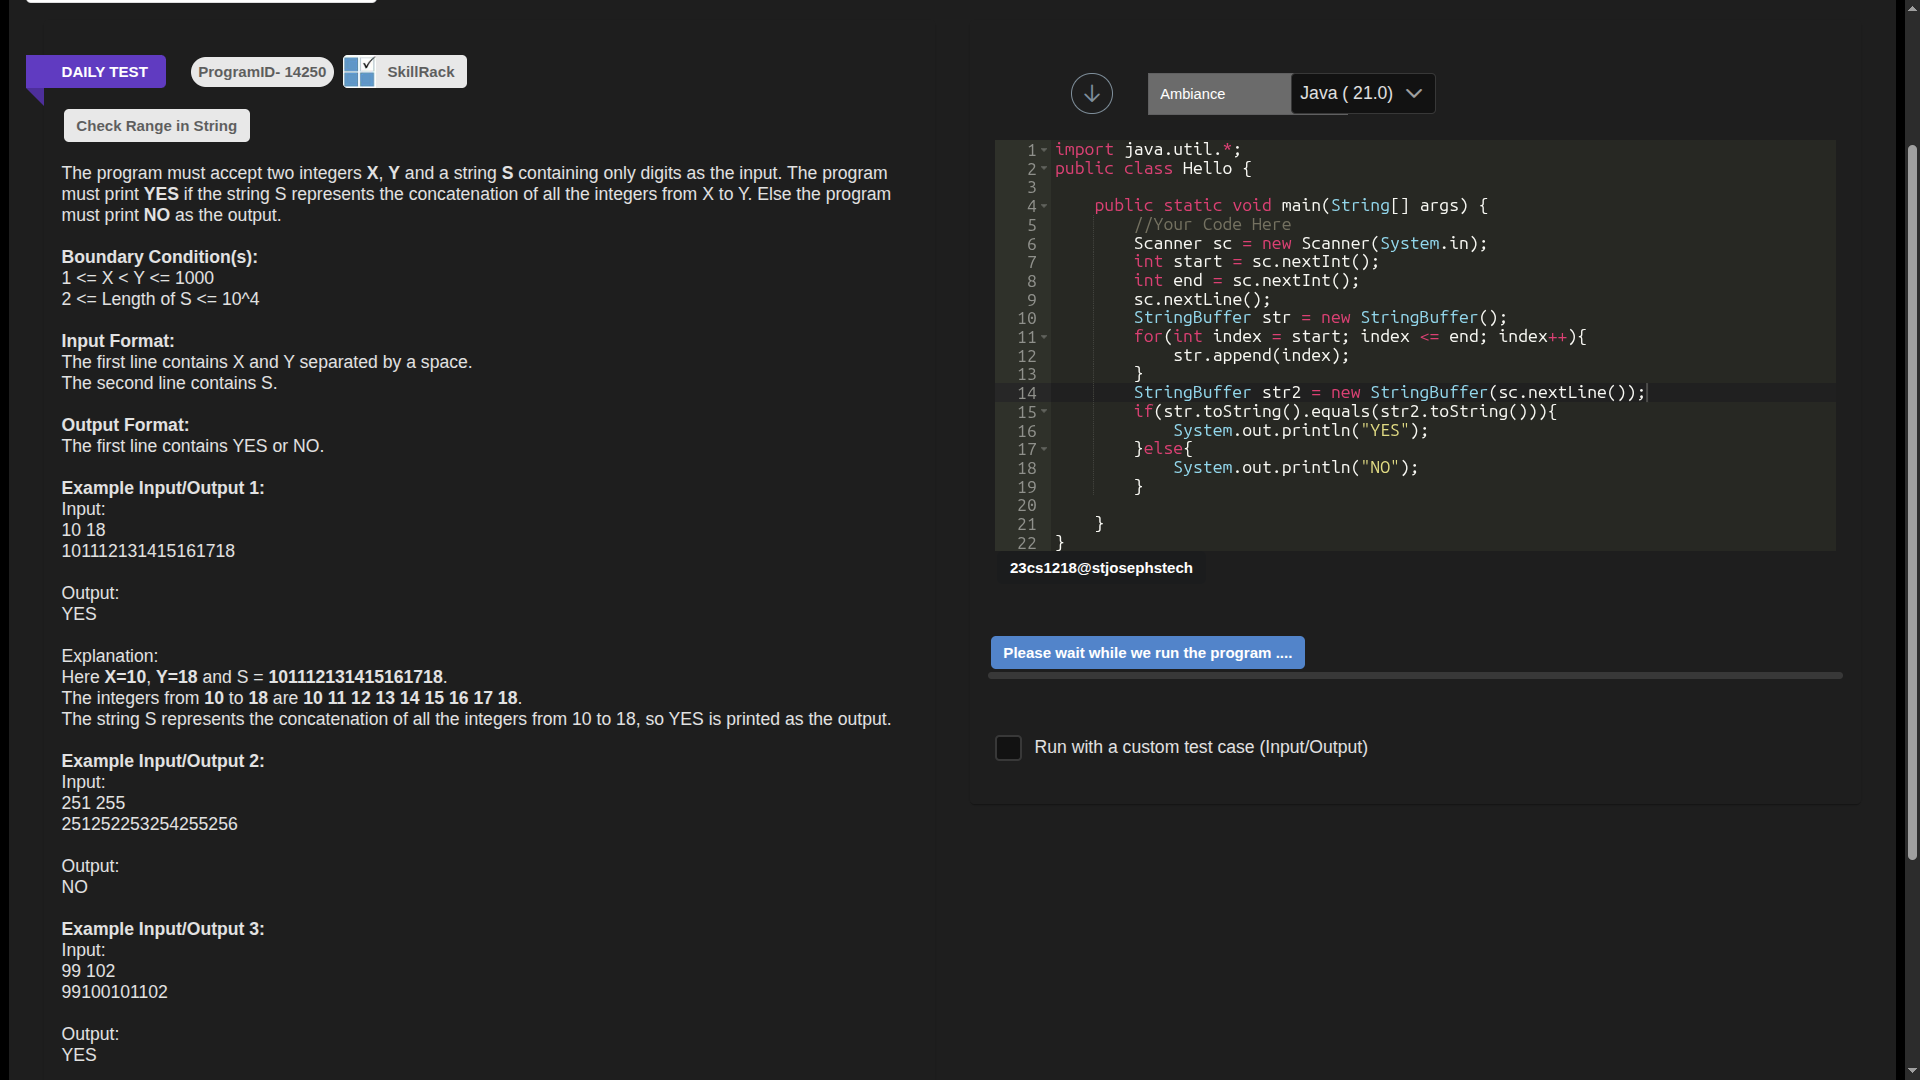 DAILY TEST
ProgramID- 14250
SkillRack
Check Range in String
The program must accept two integers X, Y and a string S containing only digits as the input. The program
must print YES if the string S represents the concatenation of all the integers from X to Y. Else the program
must print NO as the output.
Boundary Condition(s):
1 <= X < Y <= 1000
2 <= Length of S <= 10^4
Input Format:
The first line contains X and Y separated by a space.
The second line contains S.
Output Format:
The first line contains YES or NO.
Example Input/Output 1:
Input:
10 18
101112131415161718
Output:
YES
Explanation:
Here X=10, Y=18 and S = 101112131415161718.
The integers from 10 to 18 are 10 11 12 13 14 15 16 17 18.
The string S represents the concatenation of all the integers from 10 to 18, so YES is printed as the output.
Example Input/Output 2:
Input:
251 255
251252253254255256
Output:
NO
Example Input/Output 3:
Input:
99 102
99100101102
Output:
YES
Ambiance
Java ( 21.0)
1 import java.util.*;
2 public class Hello {
3
4     public static void main(String[] args) {
5         //Your Code Here
6         Scanner sc = new Scanner(System.in);
7         int start = sc.nextInt();
8         int end = sc.nextInt();
9         sc.nextLine();
10         StringBuffer str = new StringBuffer();
11         for(int index = start; index <= end; index++){
12             str.append(index);
13         }
14         StringBuffer str2 = new StringBuffer(sc.nextLine());
15         if(str.toString().equals(str2.toString())){
16             System.out.println("YES");
17         }else{
18             System.out.println("NO");
19         }
20
21     }
22 }
23cs1218@stjosephstech
Please wait while we run the program ....
Run with a custom test case (Input/Output)